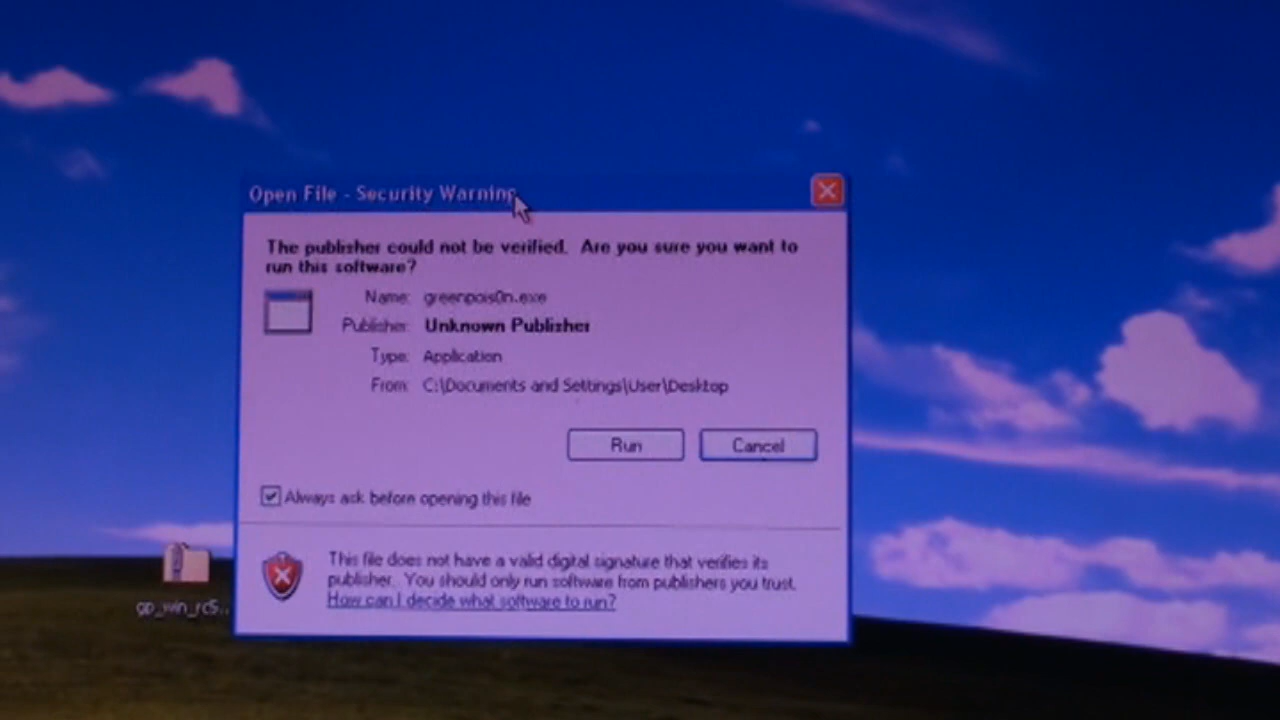 Open File - Security Warning
The publisher could not be verified. Are you sure you want to
run this software?
Name: greenpois0n.exe
Publisher: Unknown Publisher
Type: Application
From: C:\Documents and Settings\User\Desktop
Run Cancel
Always ask before opening this file
This file does not have a valid digital signature that verifies its
publisher. You should only run software from publishers you trust.
How can I decide what software to run?
gp_win_rc5...